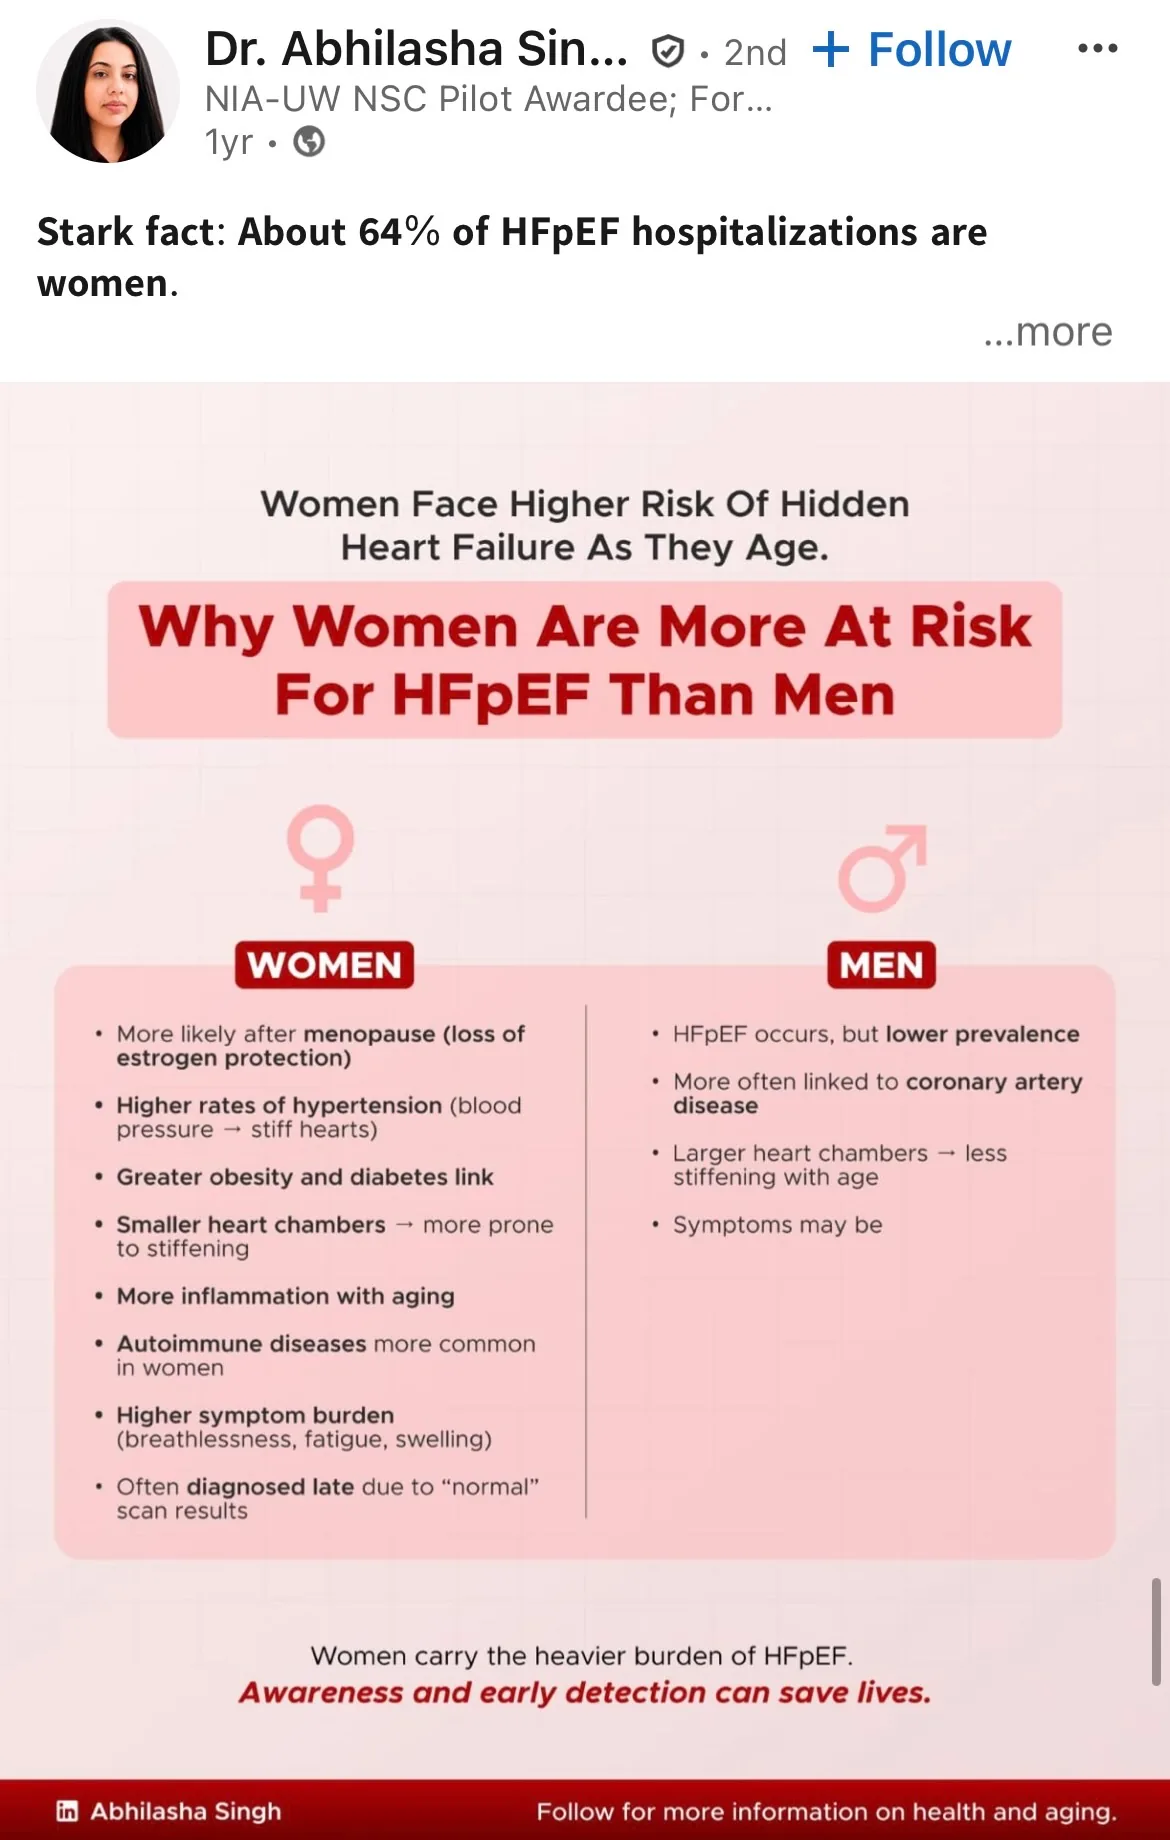 Dr. Abhilasha Sin... • 2nd + Follow
NIA-UW NSC Pilot Awardee; For...
1yr •
Stark fact: About 64% of HFpEF hospitalizations are
women.
...more
Women Face Higher Risk Of Hidden
Heart Failure As They Age.
Why Women Are More At Risk
For HFpEF Than Men
WOMEN
• More likely after menopause (loss of
estrogen protection)
• Higher rates of hypertension (blood
pressure → stiff hearts)
• Greater obesity and diabetes link
• Smaller heart chambers → more prone
to stiffening
• More inflammation with aging
• Autoimmune diseases more common
in women
• Higher symptom burden
(breathlessness, fatigue, swelling)
• Often diagnosed late due to “normal”
scan results
MEN
• HFpEF occurs, but lower prevalence
• More often linked to coronary artery
disease
• Larger heart chambers → less
stiffening with age
• Symptoms may be
Women carry the heavier burden of HFpEF.
Awareness and early detection can save lives.
in Abhilasha Singh
Follow for more information on health and aging.